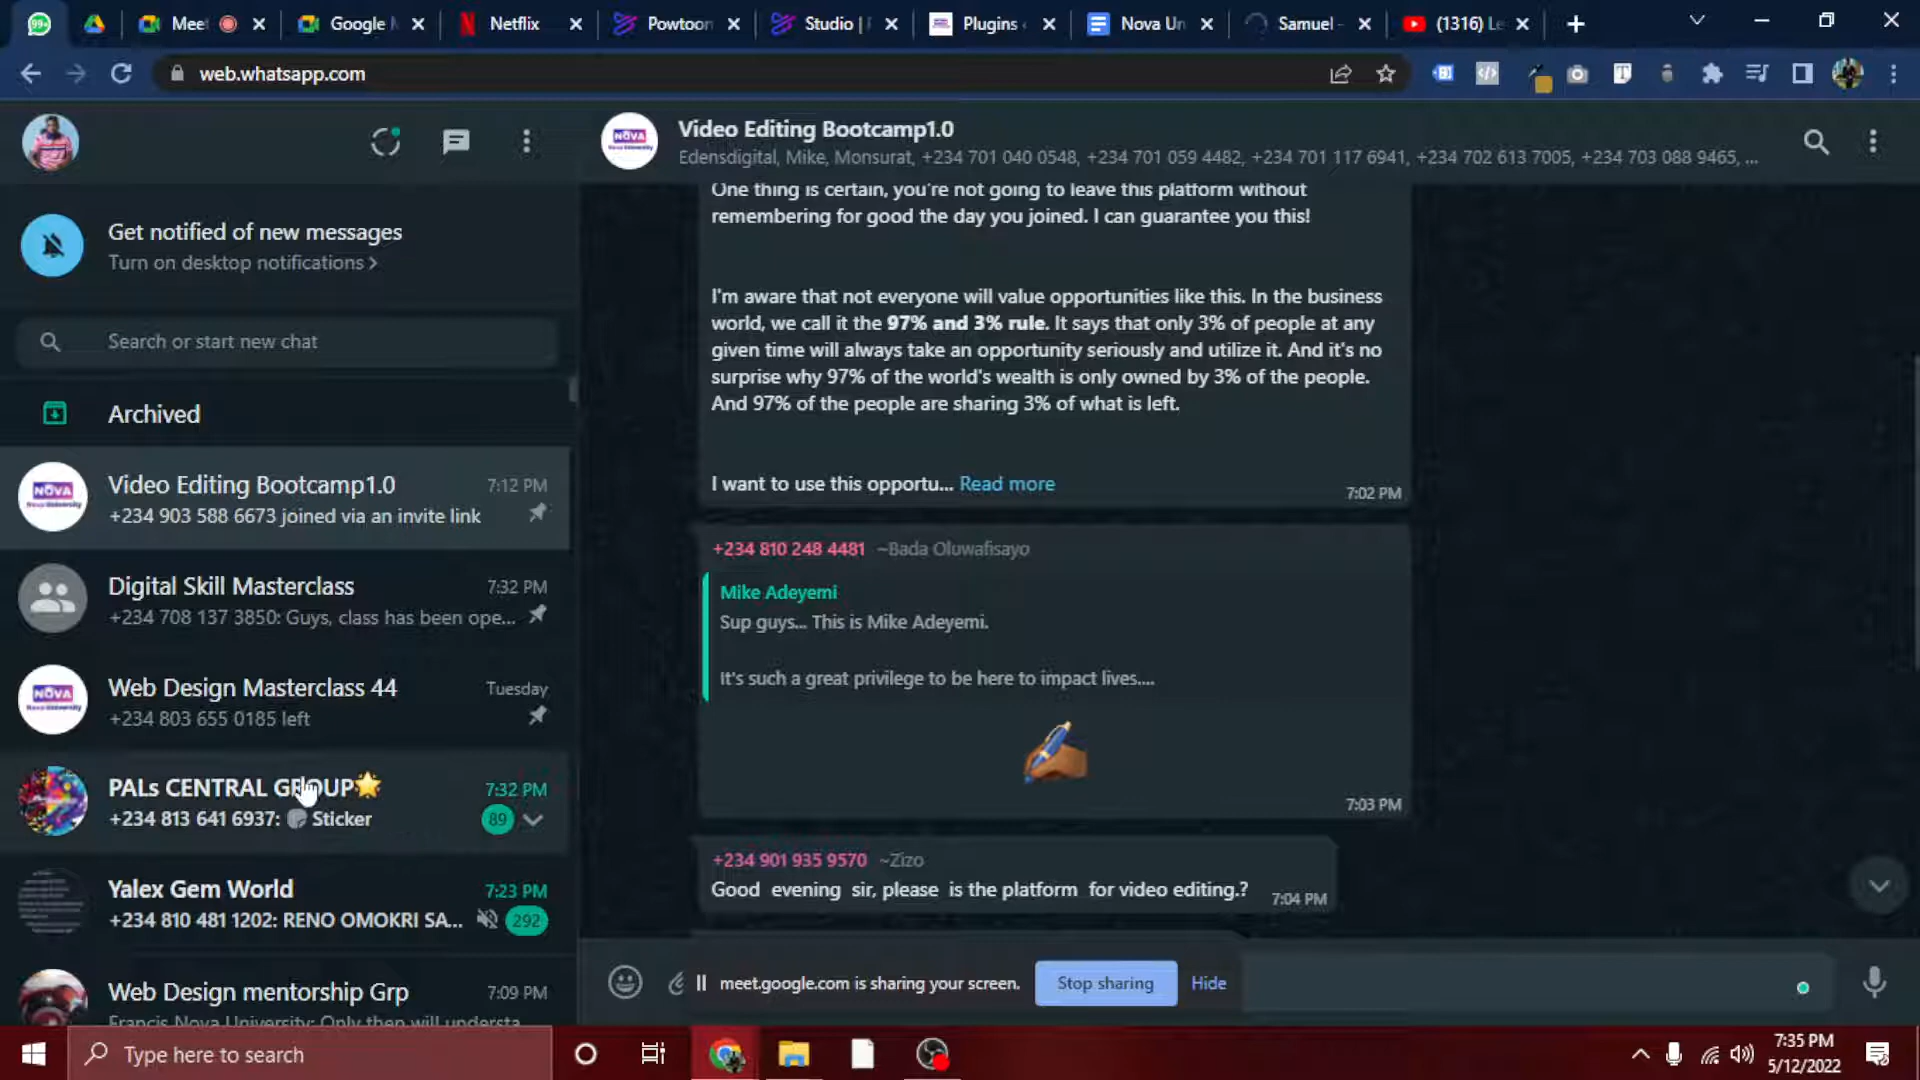 99+
Mee
Google M
Netflix
Powtoon
Studio |
Plugins
Nova Un
Samuel -
(1316) Le
web.whatsapp.com
Video Editing Bootcamp1.0
Edensdigital, Mike, Monsurat, +234 701 040 0548, +234 701 059 4482, +234 701 117 6941, +234 702 613 7005, +234 703 088 9465, ...
Get notified of new messages
Turn on desktop notifications >
Search or start new chat
Archived
Video Editing Bootcamp1.0
7:12 PM
+234 903 588 6673 joined via an invite link
Digital Skill Masterclass
7:32 PM
+234 708 137 3850: Guys, class has been ope...
Web Design Masterclass 44
Tuesday
+234 803 655 0185 left
PALs CENTRAL GROUP
7:32 PM
+234 813 641 6937: Sticker
89
Yalex Gem World
7:23 PM
+234 810 481 1202: RENO OMOKRI SA...
292
Web Design mentorship Grp
7:09 PM
Francis Nova University: Only then will understa
One thing is certain, you're not going to leave this platform without
remembering for good the day you joined. I can guarantee you this!
I'm aware that not everyone will value opportunities like this. In the business
world, we call it the 97% and 3% rule. It says that only 3% of people at any
given time will always take an opportunity seriously and utilize it. And it's no
surprise why 97% of the world's wealth is only owned by 3% of the people.
And 97% of the people are sharing 3% of what is left.
I want to use this opportu... Read more
7:02 PM
+234 810 248 4481 ~Bada Oluwafisayo
Mike Adeyemi
Sup guys... This is Mike Adeyemi.
It's such a great privilege to be here to impact lives....
7:03 PM
+234 901 935 9570 ~Zizo
Good evening sir, please is the platform for video editing.?
7:04 PM
meet.google.com is sharing your screen.
Stop sharing
Hide
Type here to search
7:35 PM
5/12/2022